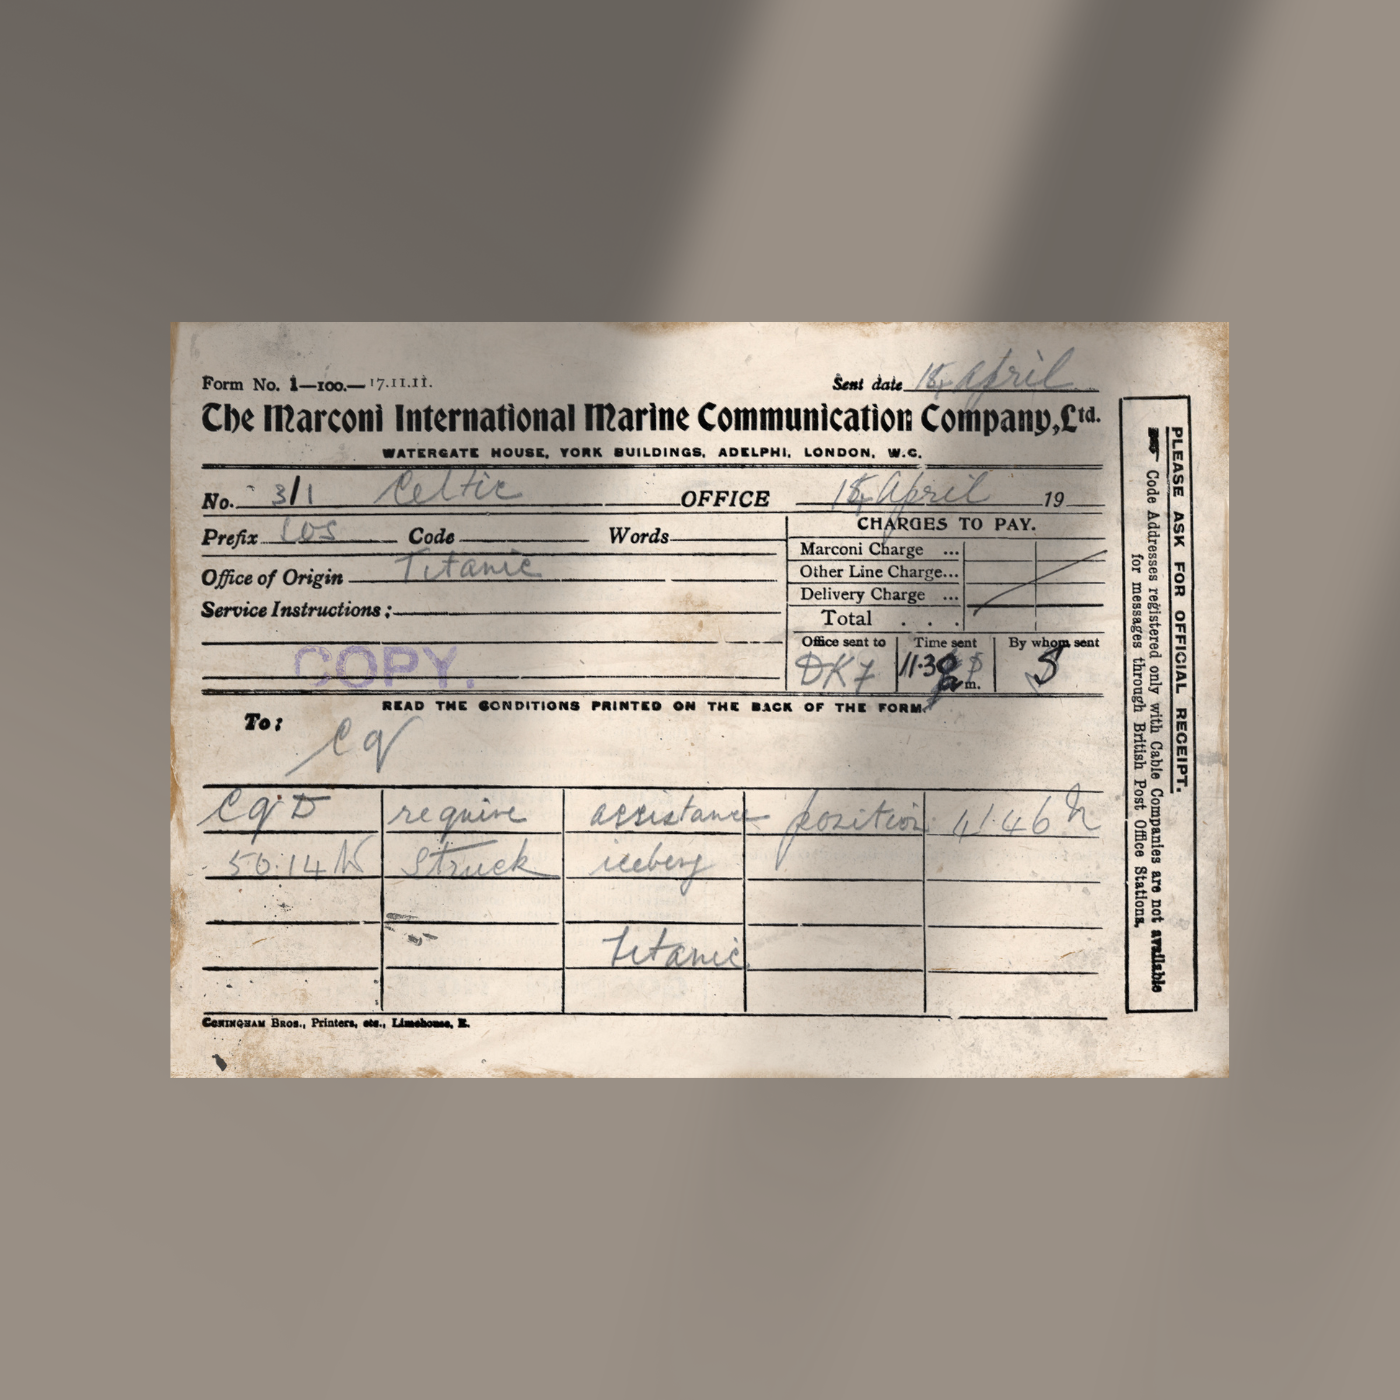 Form No. 1—100.—17.11.11.
Sent date 15 April
The Marconi International Marine Communication Company, Ltd.
WATERGATE HOUSE, YORK BUILDINGS, ADELPHI, LONDON, W.C.
No. 3/1 Celtic OFFICE 15 April 19
Prefix Code Words
CHARGES TO PAY.
Marconi Charge ...
Office of Origin Titanic
Other Line Charge...
Service Instructions:
Delivery Charge ...
Total . . .
Office sent to Time sent By whom sent
COPY.
DKF 11.30 m. S
READ THE CONDITIONS PRINTED ON THE BACK OF THE FORM.
To: Cq
CqD require assistance position 41.46 N
50.14 W Struck iceberg
Titanic
CONINGHAM BROS., Printers, etc., Limehouse, E.
PLEASE ASK FOR OFFICIAL RECEIPT.
Code Addresses registered only with Cable Companies are not available
for messages through British Post Office Stations.